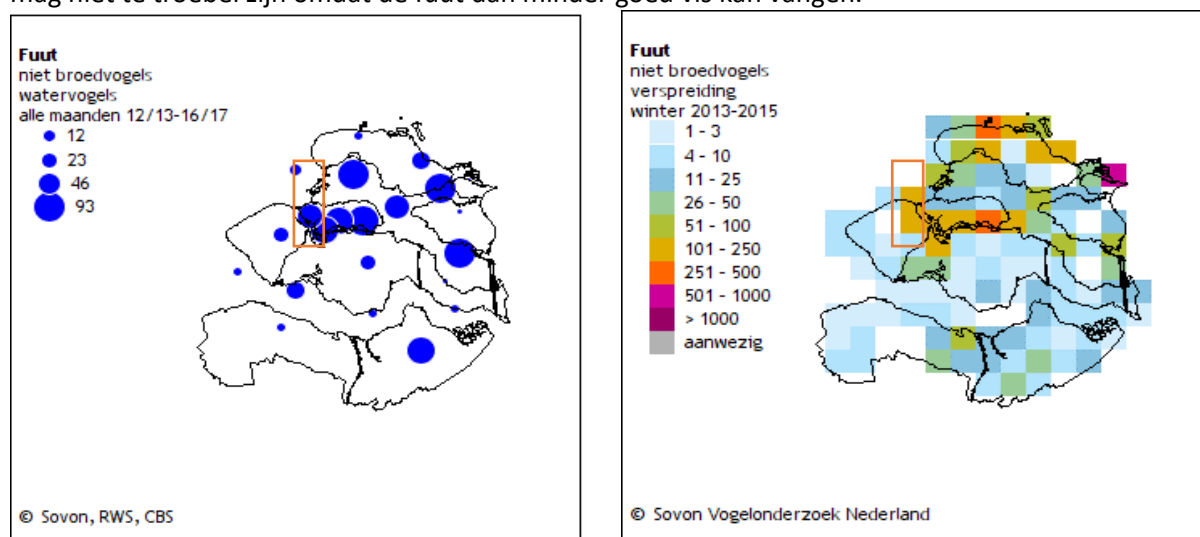 mag niet te troebel zijn omdat de fuut dan minder goed vis kan vangen.
Fuut
niet broedvogels
watervogels
alle maanden 12/13-16/17
12
23
46
93
© Sovon, RWS, CBS
Fuut
niet broedvogels
verspreiding
winter 2013-2015
1 - 3
4 - 10
11 - 25
26 - 50
51 - 100
101 - 250
251 - 500
501 - 1000
> 1000
aanwezig
© Sovon Vogelonderzoek Nederland